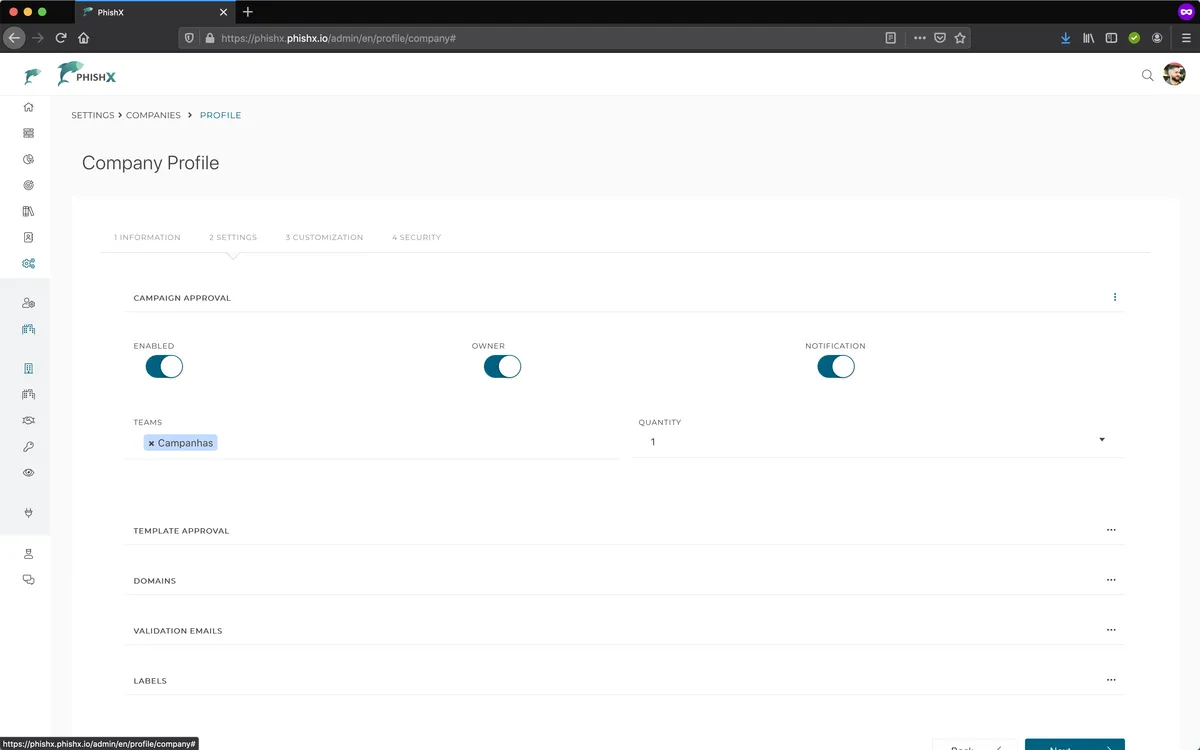 PhishX
https://phishx.phishx.io/admin/en/profile/company#
PHISHX
SETTINGS COMPANIES PROFILE
Company Profile
1 INFORMATION 2 SETTINGS 3 CUSTOMIZATION 4 SECURITY
CAMPAIGN APPROVAL
ENABLED OWNER NOTIFICATION
TEAMS QUANTITY
× Campanhas 1
TEMPLATE APPROVAL
DOMAINS
VALIDATION EMAILS
LABELS
Back Next
https://phishx.phishx.io/admin/en/profile/company#